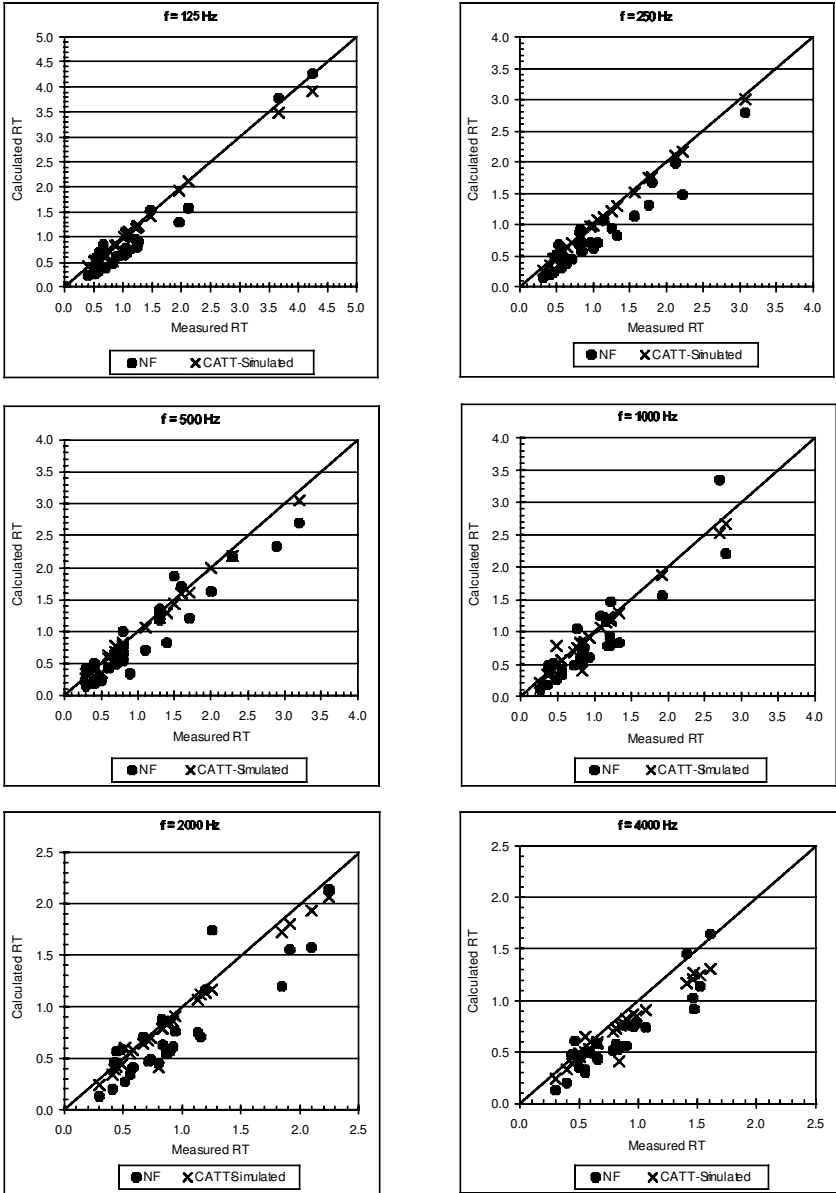 f = 125 Hz
5.0
4.5
4.0
3.5
3.0
2.5
2.0
1.5
1.0
0.5
0.0
Calculated RT
0.0 0.5 1.0 1.5 2.0 2.5 3.0 3.5 4.0 4.5 5.0
Measured RT
NF CATT-Simulated
f = 250 Hz
4.0
3.5
3.0
2.5
2.0
1.5
1.0
0.5
0.0
Calculated RT
0.0 0.5 1.0 1.5 2.0 2.5 3.0 3.5 4.0
Measured RT
NF CATT-Simulated
f = 500 Hz
4.0
3.5
3.0
2.5
2.0
1.5
1.0
0.5
0.0
Calculated RT
0.0 0.5 1.0 1.5 2.0 2.5 3.0 3.5 4.0
Measured RT
NF CATT-Simulated
f = 1000 Hz
4.0
3.5
3.0
2.5
2.0
1.5
1.0
0.5
0.0
Calculated RT
0.0 0.5 1.0 1.5 2.0 2.5 3.0 3.5 4.0
Measured RT
NF CATT-Simulated
f = 2000 Hz
2.5
2.0
1.5
1.0
0.5
0.0
Calculated RT
0.0 0.5 1.0 1.5 2.0 2.5
Measured RT
NF CATTSimulated
f = 4000 Hz
2.5
2.0
1.5
1.0
0.5
0.0
Calculated RT
0.0 0.5 1.0 1.5 2.0 2.5
Measured RT
NF CATT-Simulated